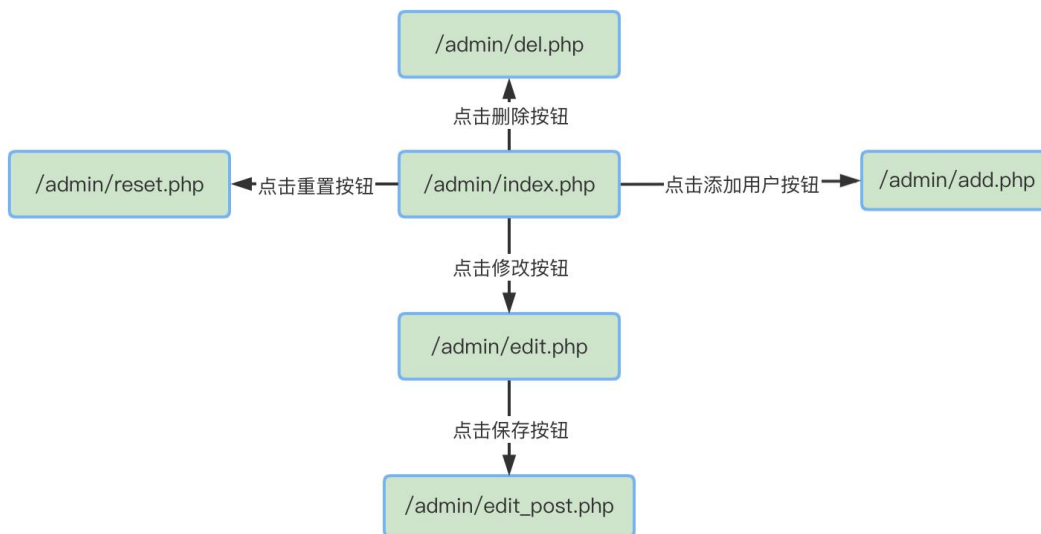 /admin/del.php
点击删除按钮
/admin/reset.php
点击重置按钮
/admin/index.php
点击添加用户按钮
/admin/add.php
点击修改按钮
/admin/edit.php
点击保存按钮
/admin/edit_post.php